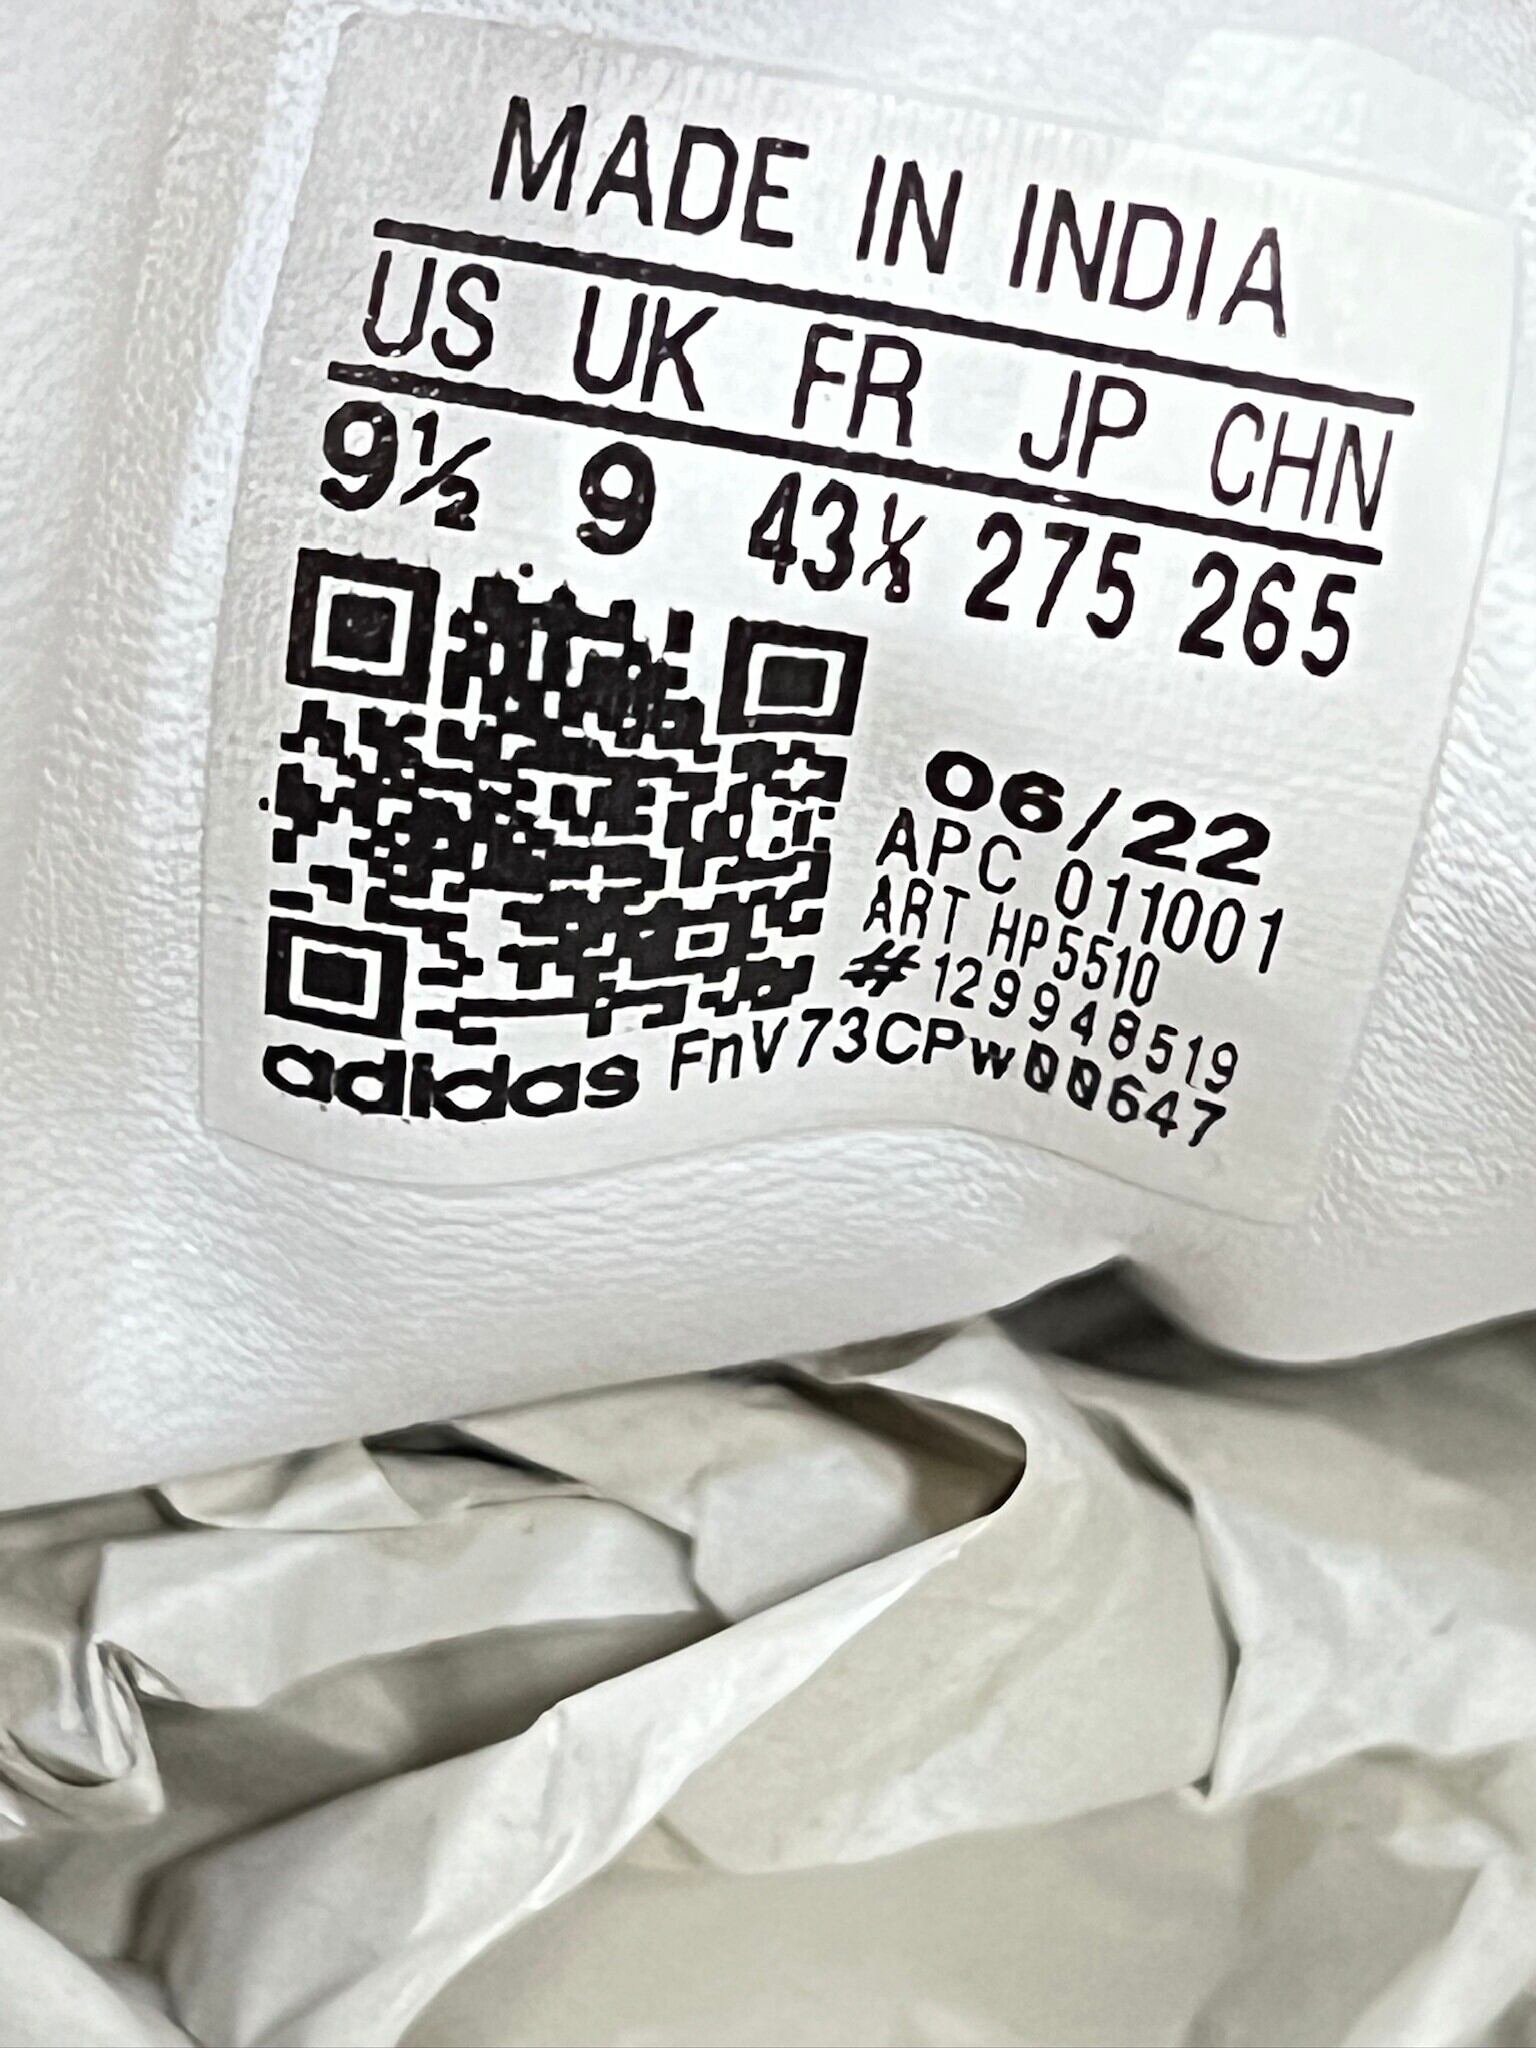 MADE IN INDIA
US UK FR JP CHN
9½ 9 43⅓ 275 265
06/22
APC 011001
ART HP5510
# 129948519
adidas FnV73CPw00647